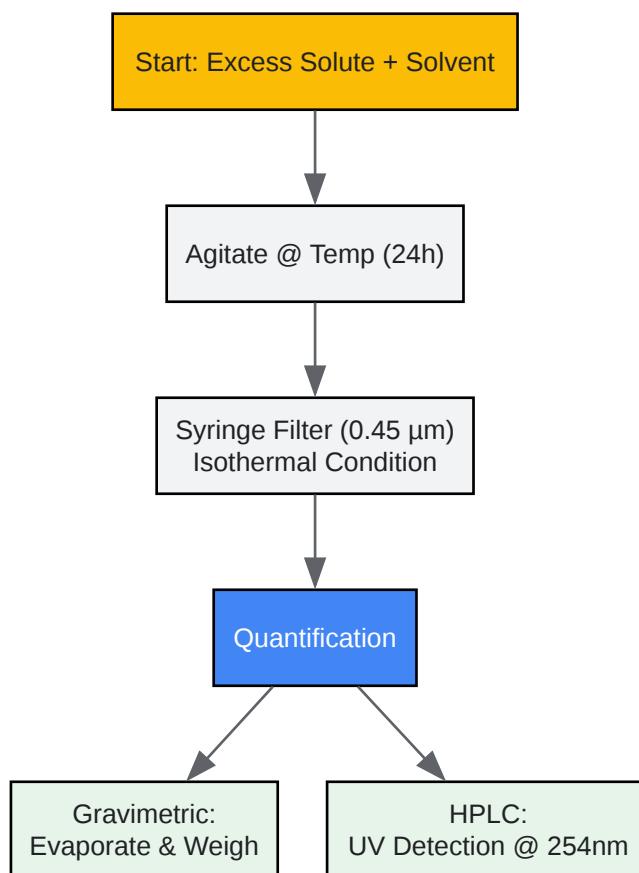 Start: Excess Solute + Solvent
Agitate @ Temp (24h)
Syringe Filter (0.45 µm)
Isothermal Condition
Quantification
Gravimetric:
Evaporate & Weigh
HPLC:
UV Detection @ 254nm